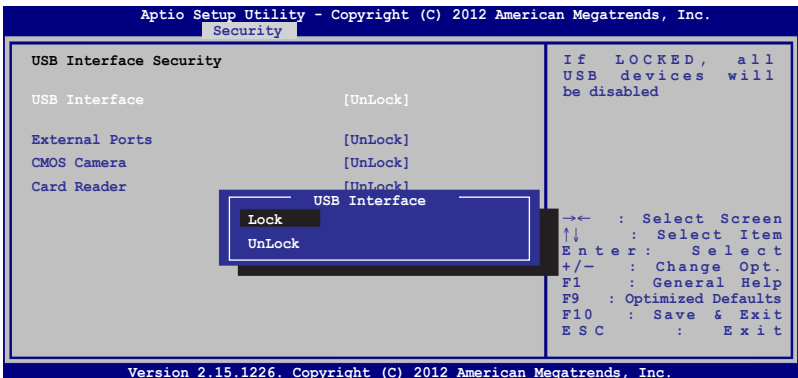 Aptio Setup Utility - Copyright (C) 2012 American Megatrends, Inc.
Security
USB Interface Security
USB Interface [UnLock]
External Ports [UnLock]
CMOS Camera [UnLock]
Card Reader [UnLock]
USB Interface
Lock
UnLock
If LOCKED, all
USB devices will
be disabled
→← : Select Screen
↑↓ : Select Item
Enter: Select
+/— : Change Opt.
F1 : General Help
F9 : Optimized Defaults
F10 : Save & Exit
ESC : Exit
Version 2.15.1226. Copyright (C) 2012 American Megatrends, Inc.